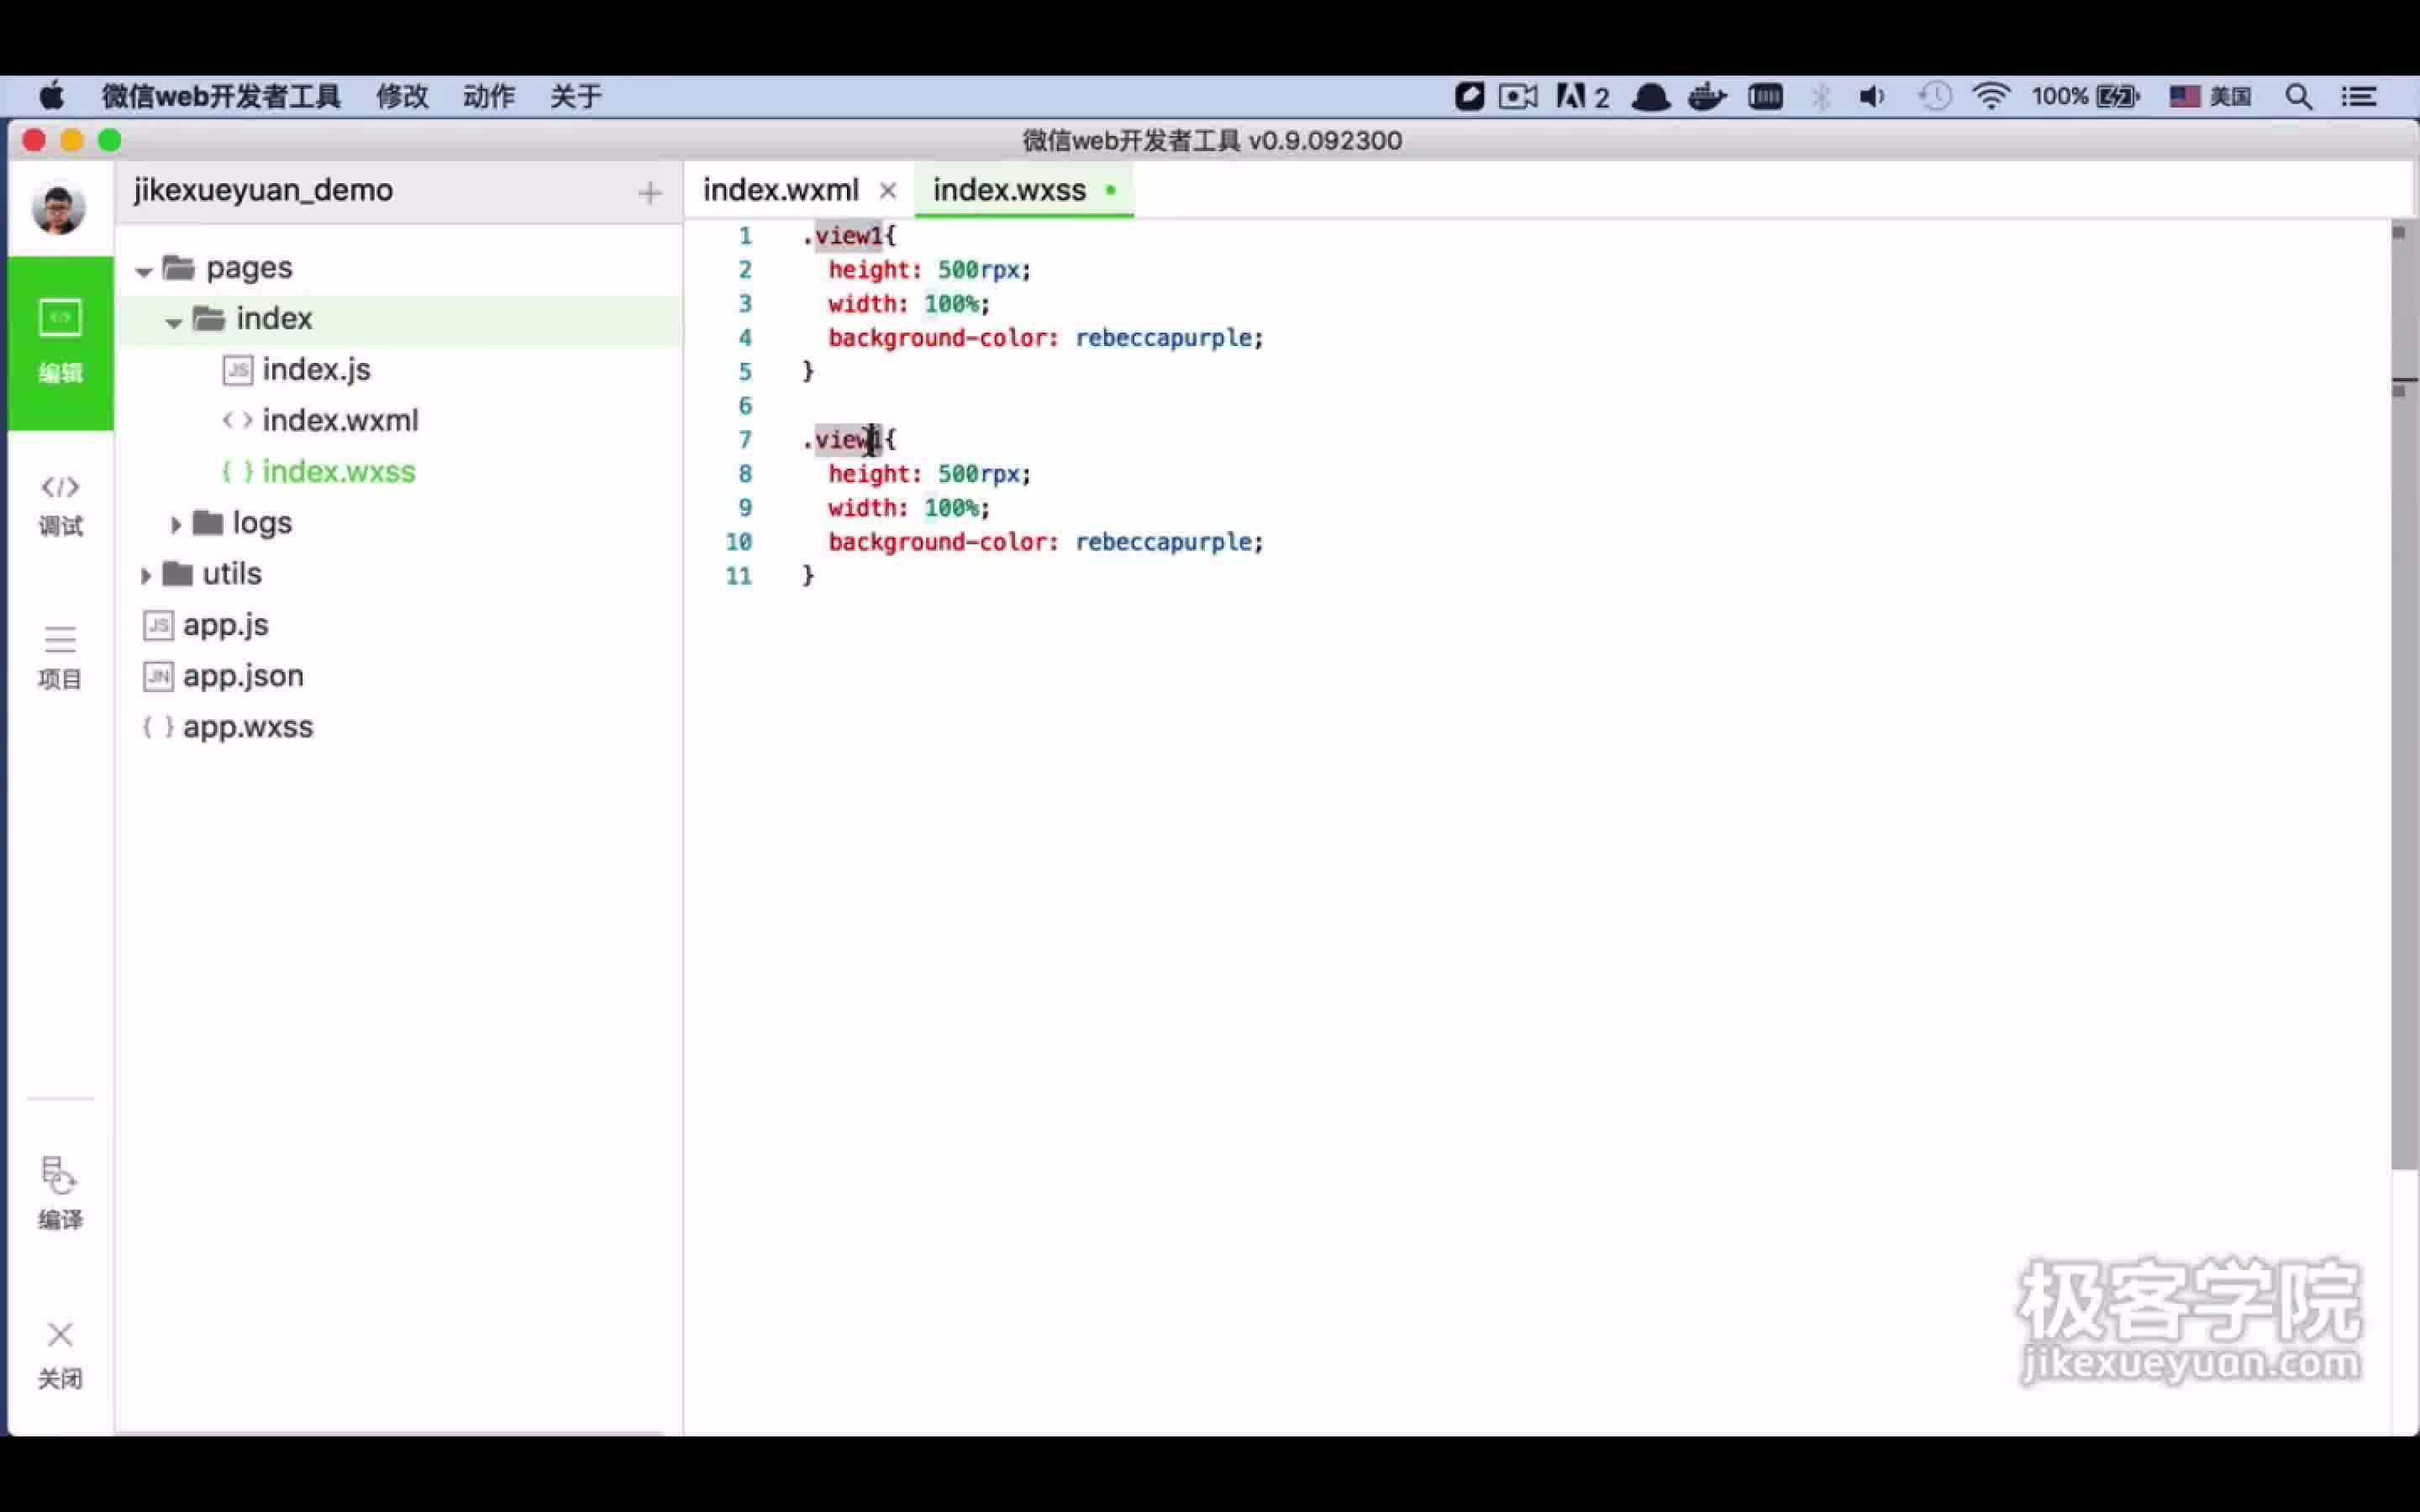 微信web开发者工具 修改 动作 关于 2 100% 美国
微信web开发者工具 v0.9.092300
jikexueyuan_demo
index.wxml
index.wxss
编辑
调试
项目
编译
关闭
pages
index
JS index.js
index.wxml
{ } index.wxss
logs
utils
JS app.js
JN app.json
{ } app.wxss
1 .view1{
2 height: 500rpx;
3 width: 100%;
4 background-color: rebeccapurple;
5 }
6
7 .view1{
8 height: 500rpx;
9 width: 100%;
10 background-color: rebeccapurple;
11 }
极客学院
jikexueyuan.com